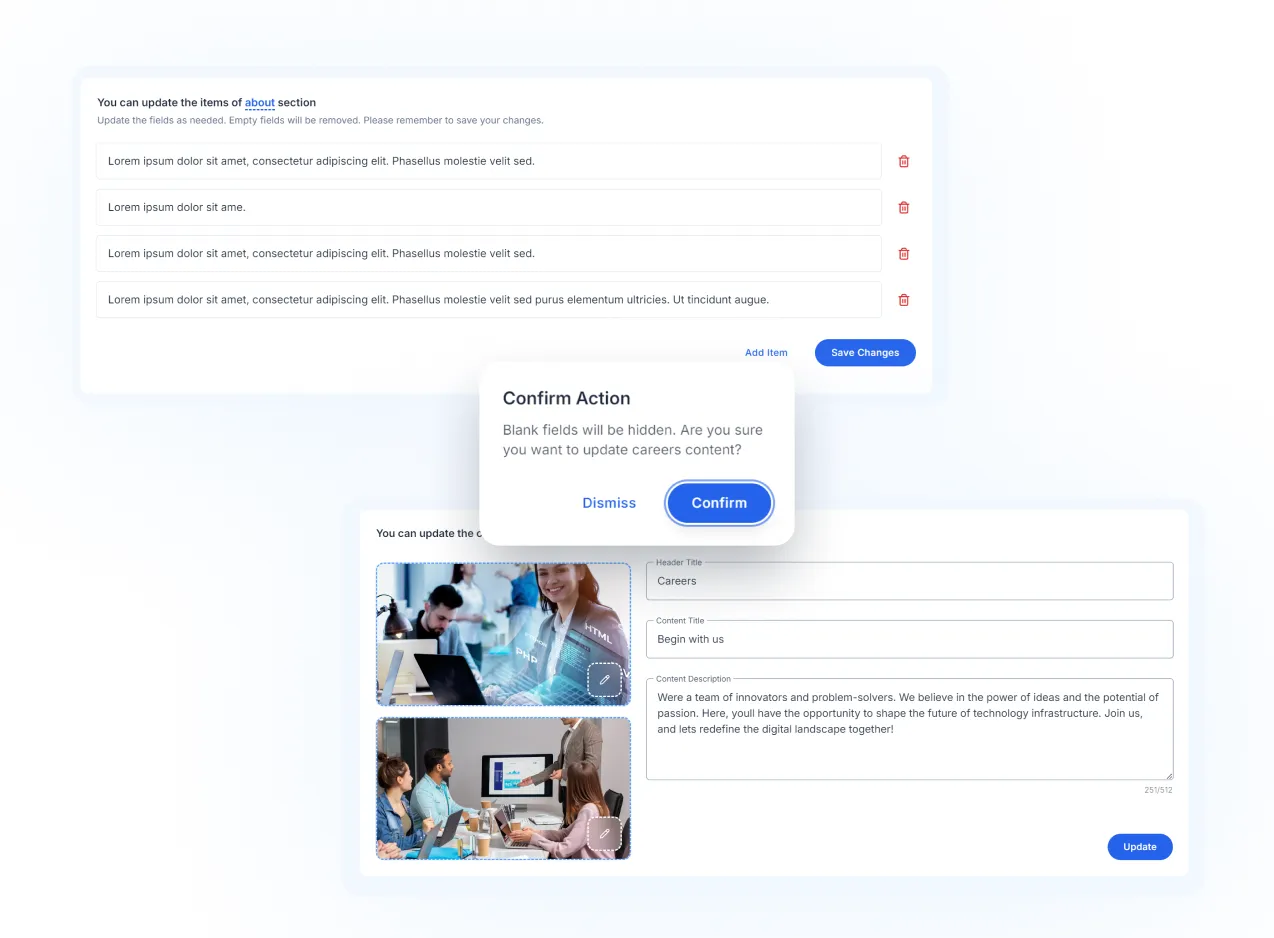 You can update the items of about section
Update the fields as needed. Empty fields will be removed. Please remember to save your changes.
Lorem ipsum dolor sit amet, consectetur adipiscing elit. Phasellus molestie velit sed.
Lorem ipsum dolor sit ame.
Lorem ipsum dolor sit amet, consectetur adipiscing elit. Phasellus molestie velit sed.
Lorem ipsum dolor sit amet, consectetur adipiscing elit. Phasellus molestie velit sed purus elementum ultricies. Ut tincidunt augue.
Add Item
Save Changes
Confirm Action
Blank fields will be hidden. Are you sure
you want to update careers content?
Dismiss
Confirm
You can update the
HTML
PHP
Header Title
Careers
Content Title
Begin with us
Content Description
Were a team of innovators and problem-solvers. We believe in the power of ideas and the potential of
passion. Here, youll have the opportunity to shape the future of technology infrastructure. Join us,
and lets redefine the digital landscape together!
251/512
Update